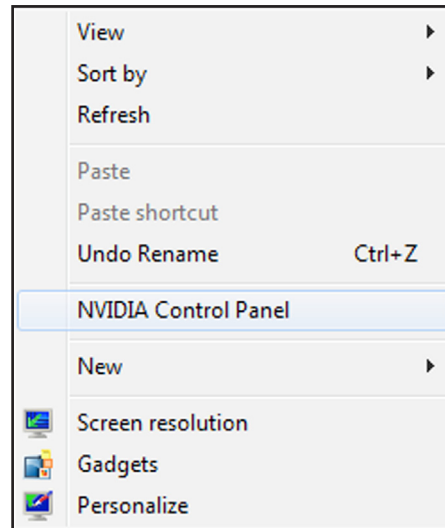 View
Sort by
Refresh
Paste
Paste shortcut
Undo Rename Ctrl+Z
NVIDIA Control Panel
New
Screen resolution
Gadgets
Personalize